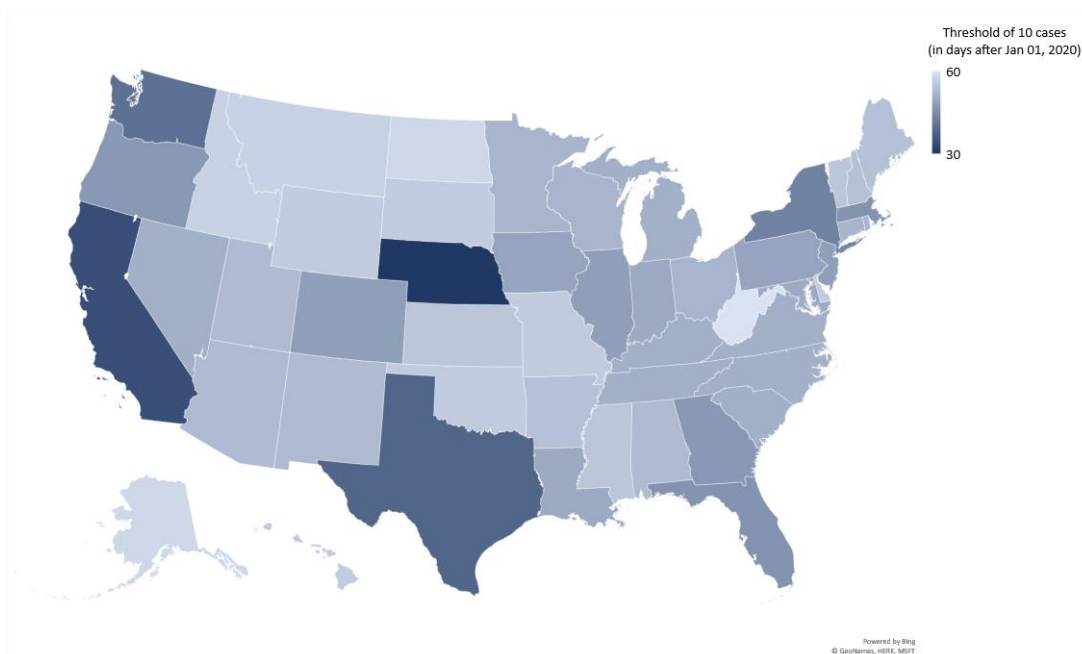 Threshold of 10 cases
(in days after Jan 01, 2020)
60
30
Powered by Bing
© GeoNames, HERE, MSFT